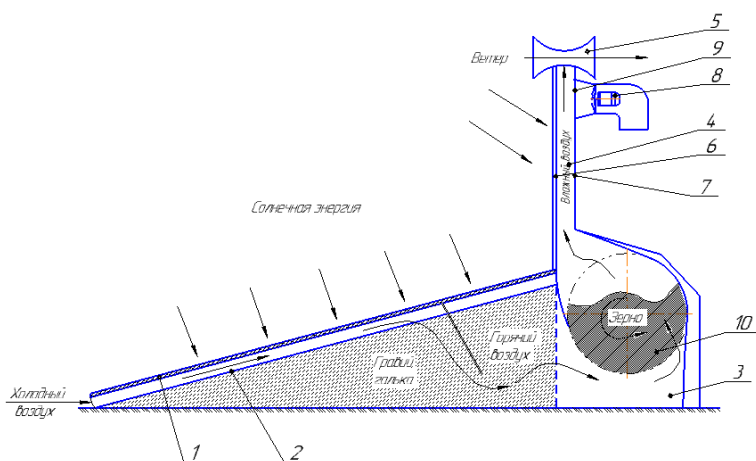 5
Ветер
9
8
4
6
Влажный воздух
7
Солнечная энергия
Зерно
10
Горячий
воздух
Гравий,
галька
3
Холодный
воздух
1
2